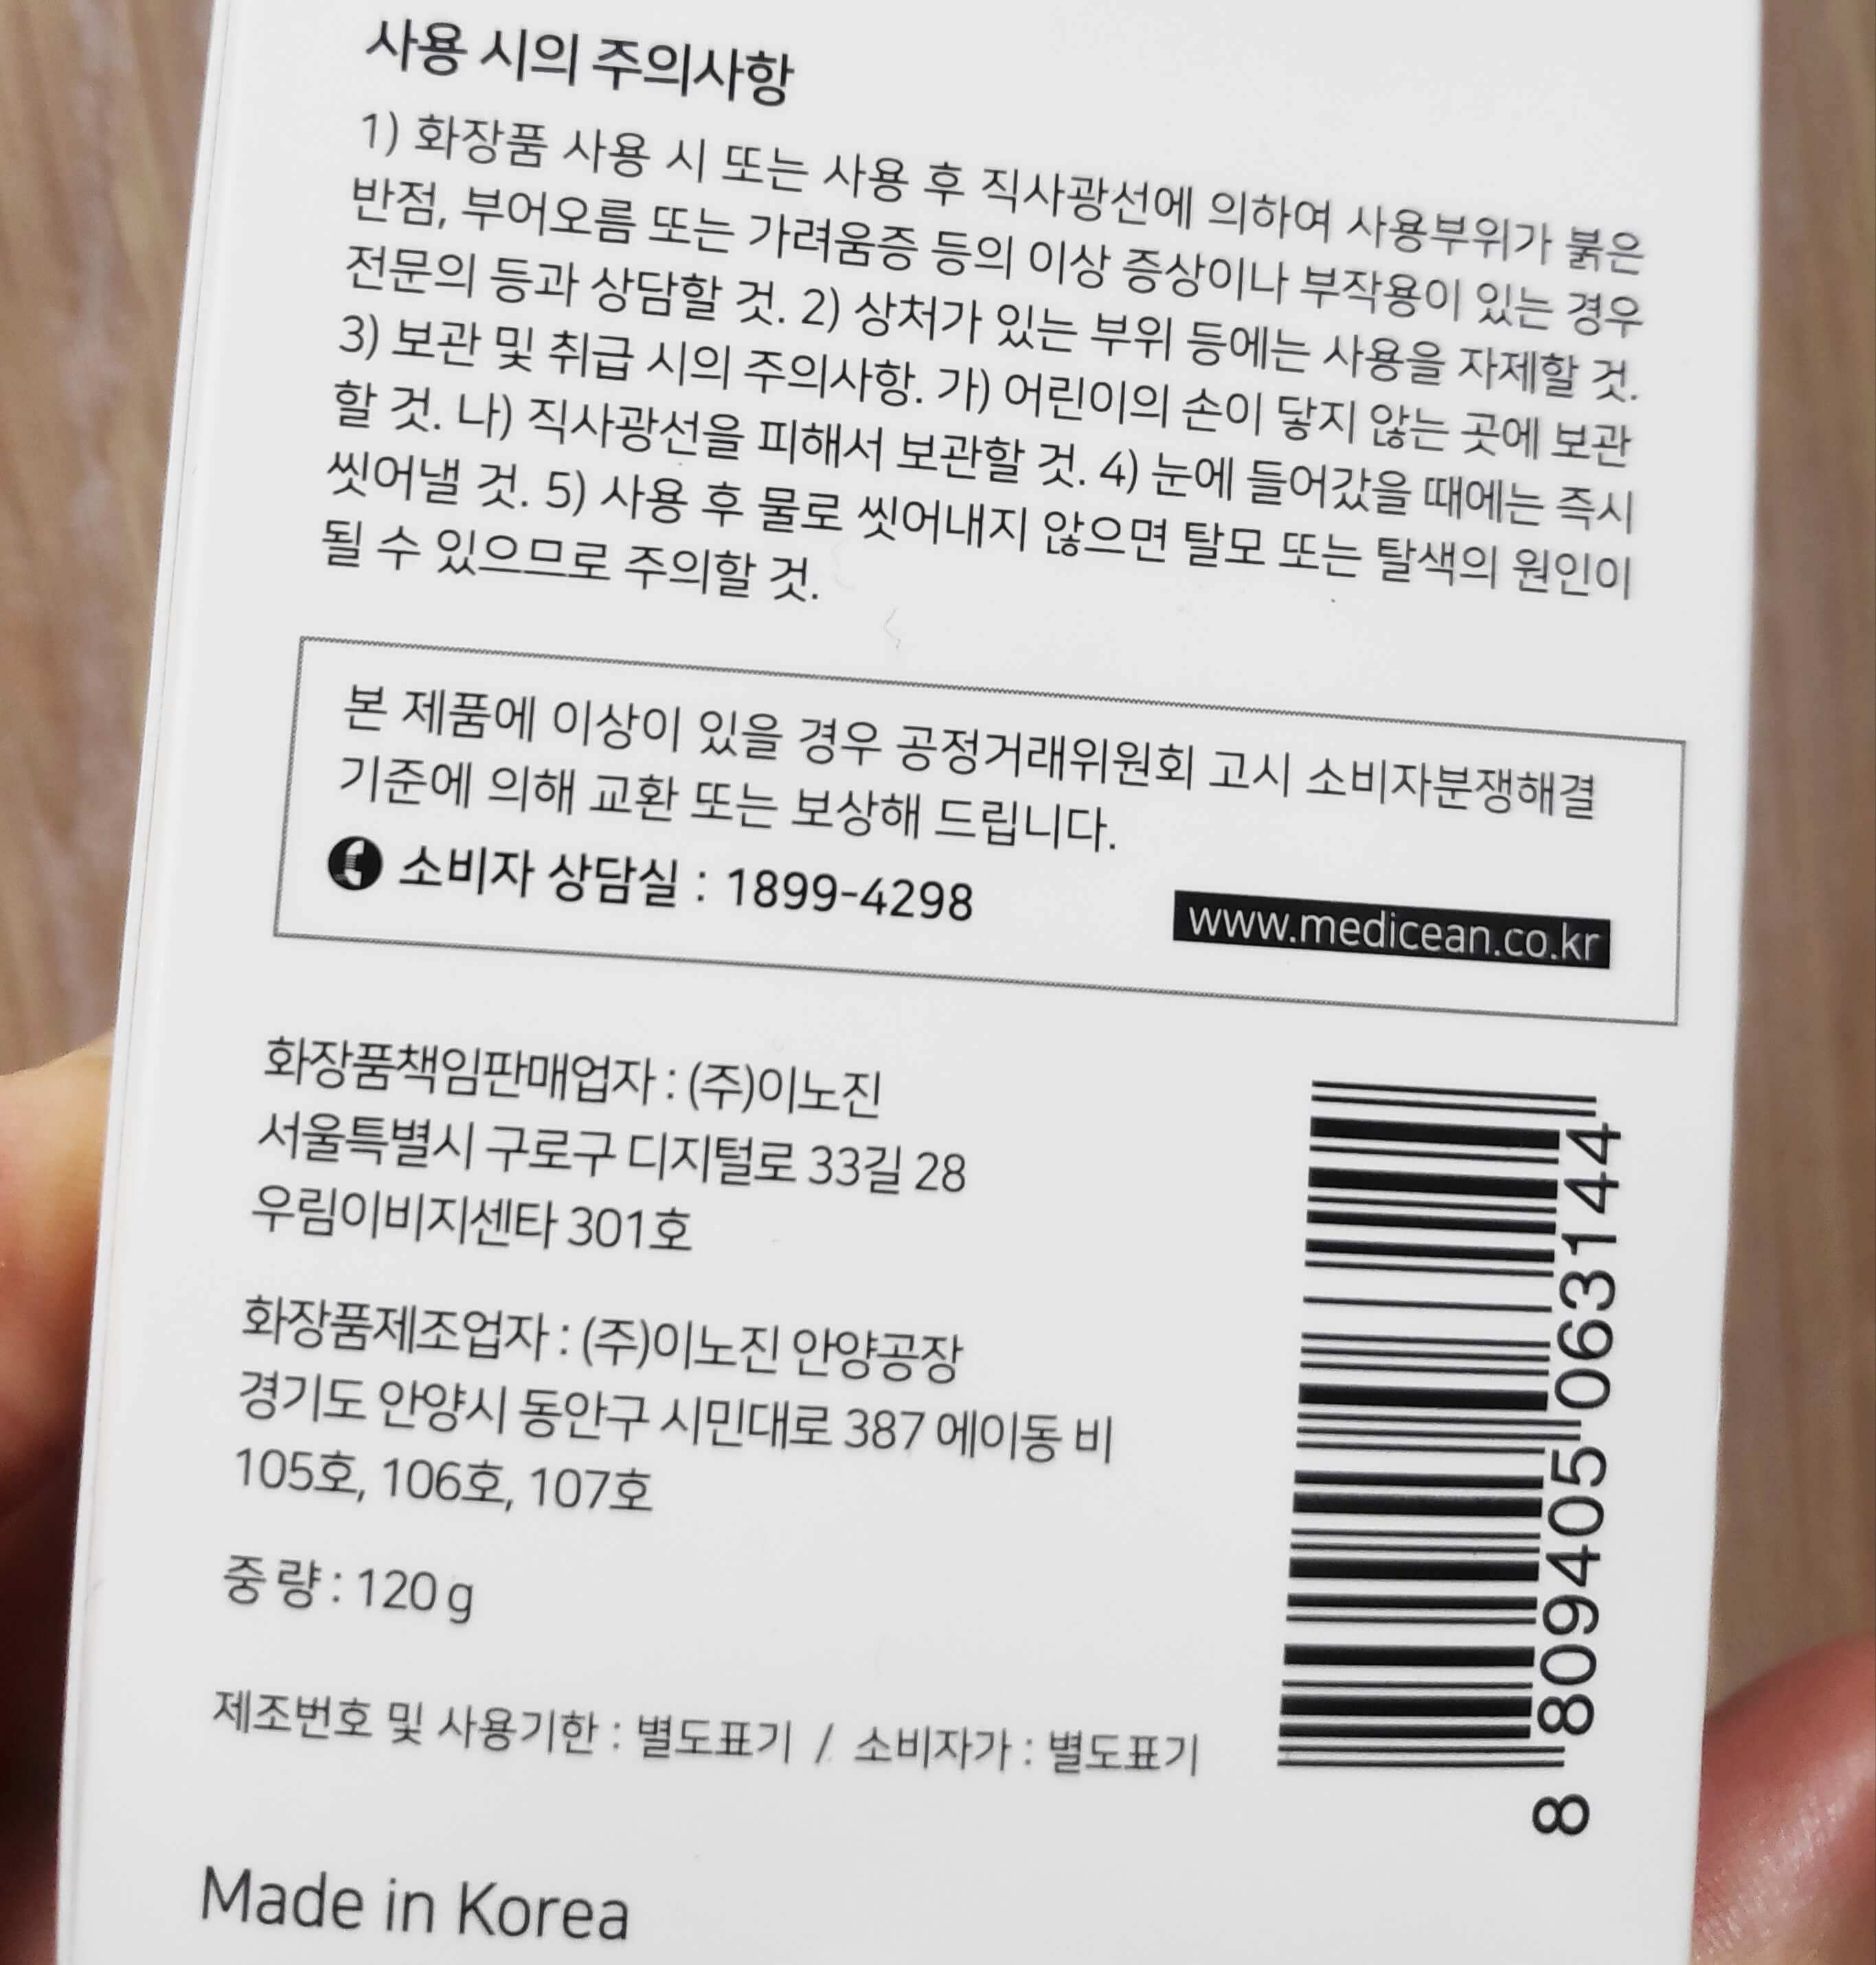 사용 시의 주의사항
1) 화장품 사용 시 또는 사용 후 직사광선에 의하여 사용부위가 붉은
반점, 부어오름 또는 가려움증 등의 이상 증상이나 부작용이 있는 경우
전문의 등과 상담할 것. 2) 상처가 있는 부위 등에는 사용을 자제할 것.
3) 보관 및 취급 시의 주의사항. 가) 어린이의 손이 닿지 않는 곳에 보관
할 것. 나) 직사광선을 피해서 보관할 것. 4) 눈에 들어갔을 때에는 즉시
씻어낼 것. 5) 사용 후 물로 씻어내지 않으면 탈모 또는 탈색의 원인이
될 수 있으므로 주의할 것.
본 제품에 이상이 있을 경우 공정거래위원회 고시 소비자분쟁해결
기준에 의해 교환 또는 보상해 드립니다.
소비자 상담실 : 1899-4298
www.medicean.co.kr
화장품책임판매업자 : (주)이노진
서울특별시 구로구 디지털로 33길 28
우림이비지센타 301호
화장품제조업자 : (주)이노진 안양공장
경기도 안양시 동안구 시민대로 387 에이동 비
105호, 106호, 107호
중 량 : 120 g
제조번호 및 사용기한 : 별도표기 / 소비자가 : 별도표기
Made in Korea
8 809405 063144